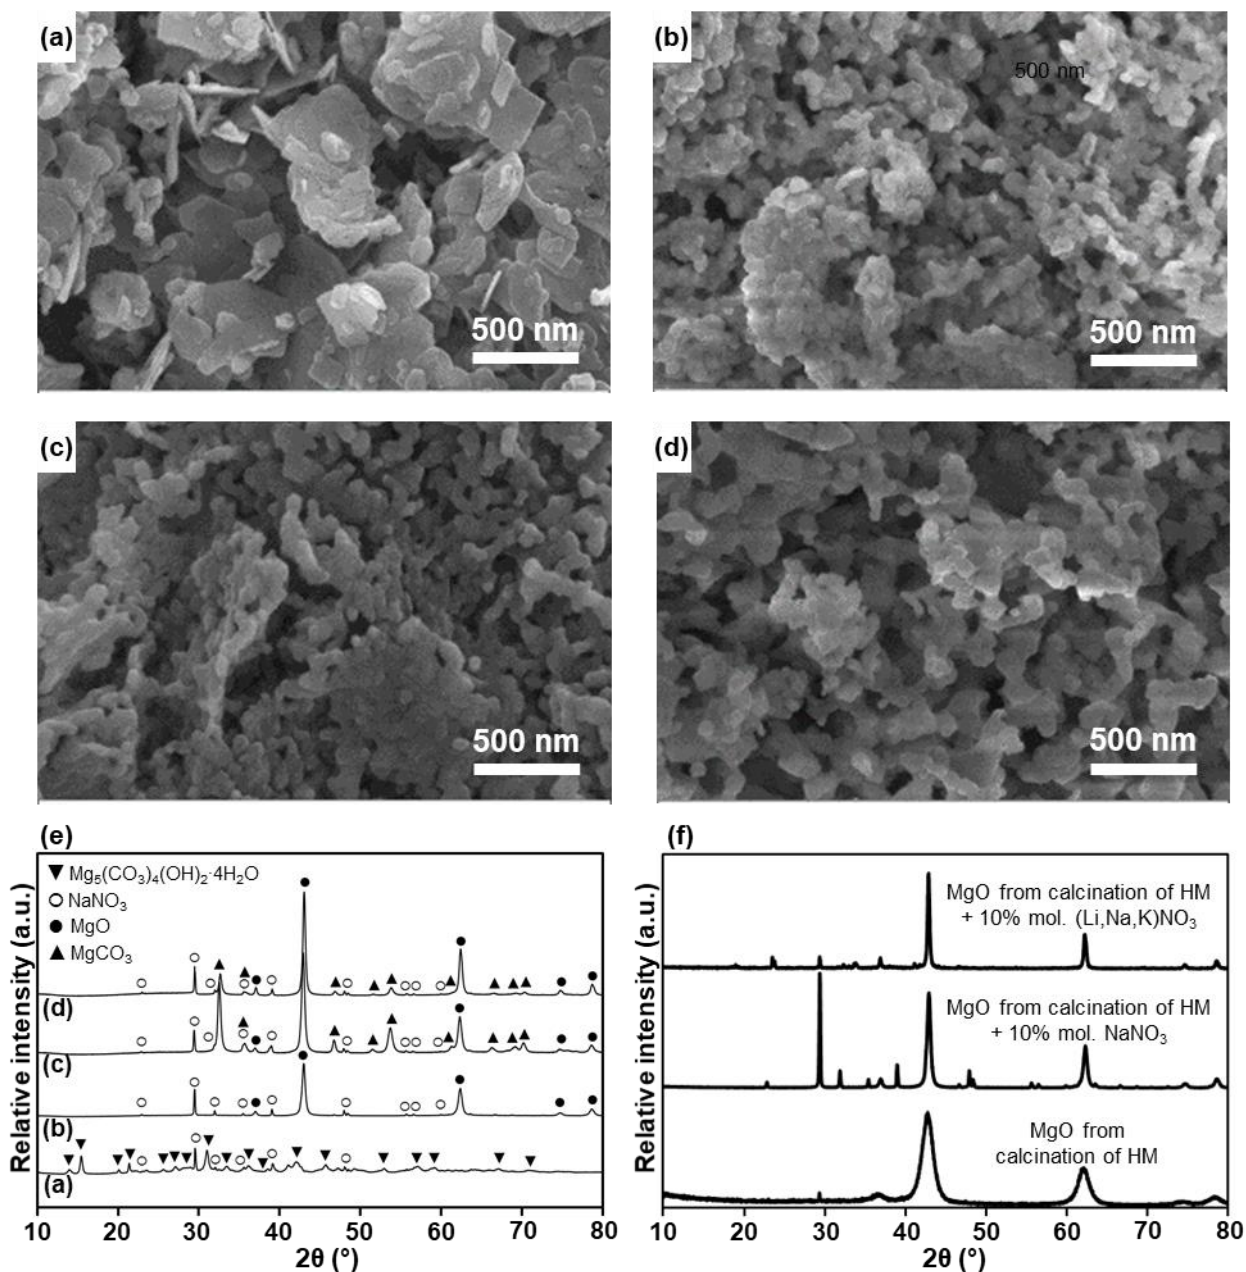 (a)
500 nm
(b)
500 nm
500 nm
(c)
500 nm
(d)
500 nm
(e)
Relative intensity (a.u.)
▼ Mg₅(CO₃)₄(OH)₂·4H₂O
○ NaNO₃
● MgO
▲ MgCO₃
(d)
(c)
(b)
(a)
10 20 30 40 50 60 70 80
2θ (°)
(f)
Relative intensity (a.u.)
MgO from calcination of HM
+ 10% mol. (Li,Na,K)NO₃
MgO from calcination of HM
+ 10% mol. NaNO₃
MgO from
calcination of HM
10 20 30 40 50 60 70 80
2θ (°)